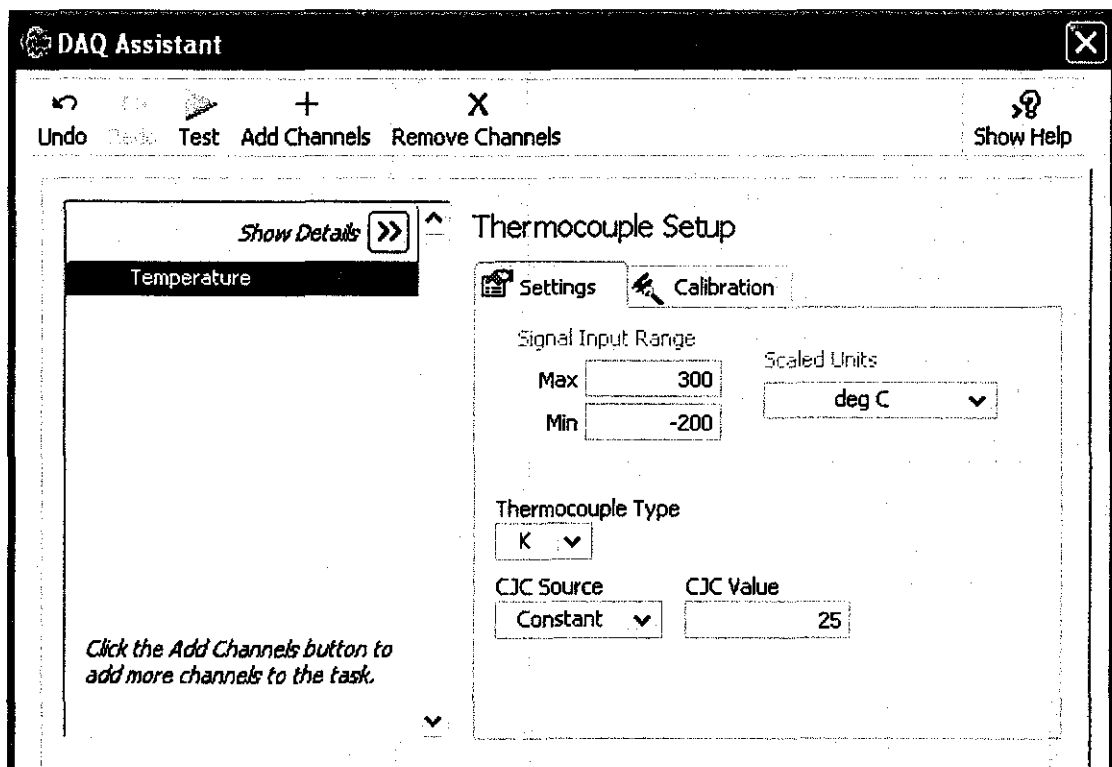 DAQ Assistant
Undo Redo Test Add Channels Remove Channels Show Help
Show Details
Temperature
Click the Add Channels button to
add more channels to the task.
Thermocouple Setup
Settings Calibration
Signal Input Range
Max 300
Min -200
Scaled Units
deg C
Thermocouple Type
K
CJC Source CJC Value
Constant 25